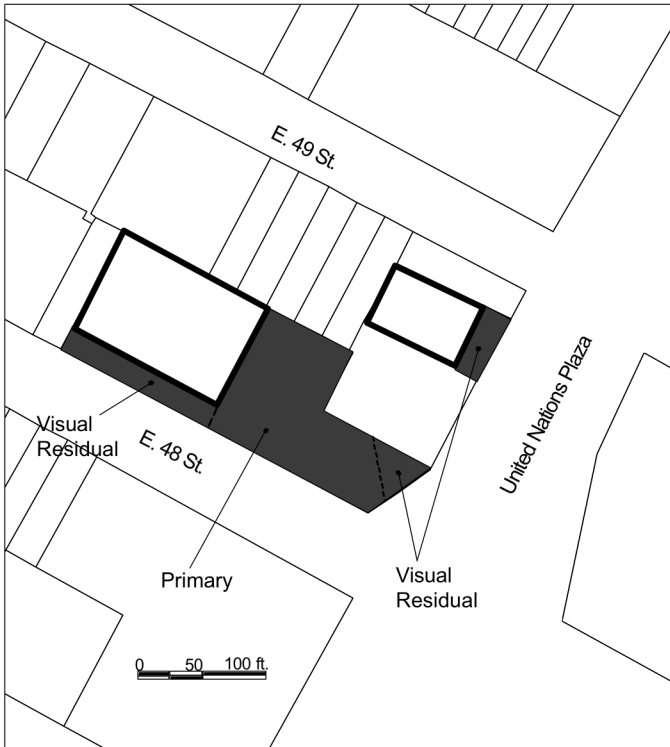 E. 49 St.
United Nations Plaza
Visual
Residual
E. 48 St.
Primary
Visual
Residual
0 50 100 ft.